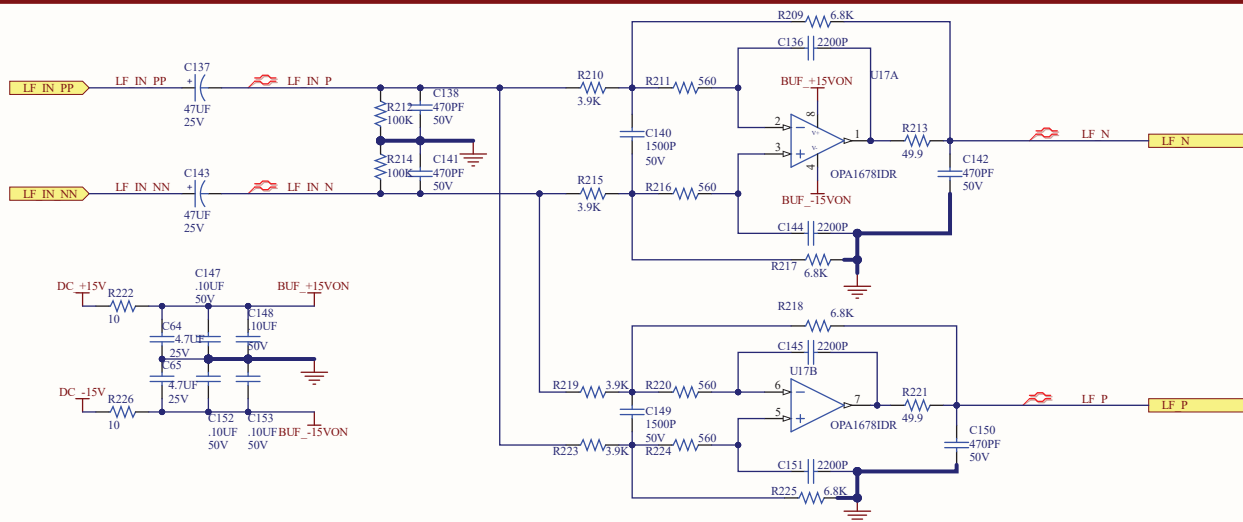 R209 6.8K
C136 2200P
U17A
C137
LF_IN_PP
LF_IN_PP
+
LF_IN_P
47UF
25V
R212
100K
C138
470PF
50V
R210
3.9K
R211 560
BUF_+15VON
8
2
3
V+
V-
1
4
OPA1678IDR
BUF_-15VON
R213
49.9
LF_N
LF_N
C140
1500P
50V
R214
100K
C141
470PF
50V
C142
470PF
50V
C143
LF_IN_NN
LF_IN_NN
+
LF_IN_N
47UF
25V
R215
3.9K
R216 560
C144 2200P
R217 6.8K
C147
.10UF
50V
DC_+15V
R222
10
BUF_+15VON
C64
4.7UF
25V
C148
.10UF
50V
C65
4.7UF
25V
DC_-15V
R226
10
C152
.10UF
50V
C153
.10UF
50V
BUF_-15VON
R218
6.8K
C145 2200P
U17B
R219 3.9K
R220 560
6
5
7
OPA1678IDR
R221
49.9
LF_P
LF_P
C149
1500P
50V
R223 3.9K
R224
560
C150
470PF
50V
C151 2200P
R225 6.8K